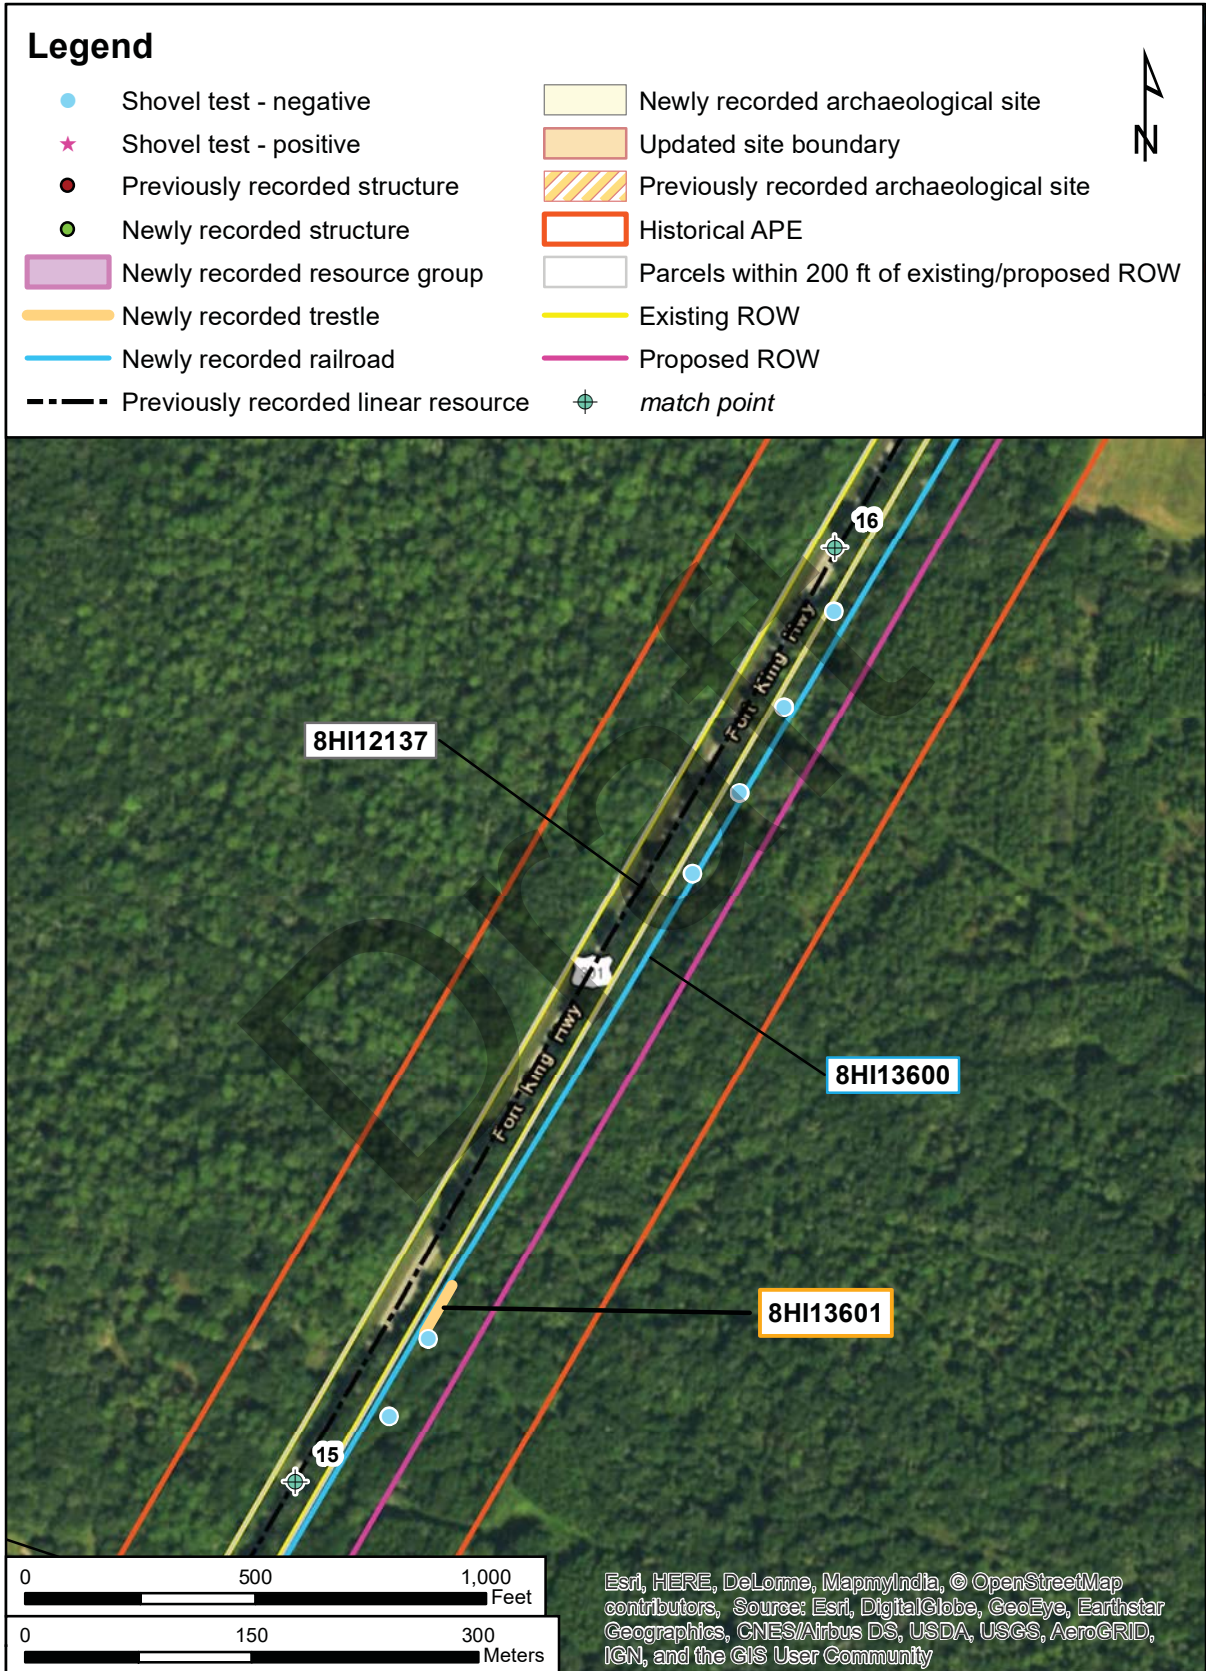 Legend
Shovel test - negative
Shovel test - positive
Previously recorded structure
Newly recorded structure
Newly recorded resource group
Newly recorded trestle
Newly recorded railroad
Previously recorded linear resource
Newly recorded archaeological site
Updated site boundary
Previously recorded archaeological site
Historical APE
Parcels within 200 ft of existing/proposed ROW
Existing ROW
Proposed ROW
match point
N
16
Fort King Hwy
8HI12137
Draft
8HI13600
Fort King Hwy
8HI13601
15
0 500 1,000 Feet
0 150 300 Meters
Esri, HERE, DeLorme, MapmyIndia, © OpenStreetMap
contributors, Source: Esri, DigitalGlobe, GeoEye, Earthstar
Geographics, CNES/Airbus DS, USDA, USGS, AeroGRID,
IGN, and the GIS User Community